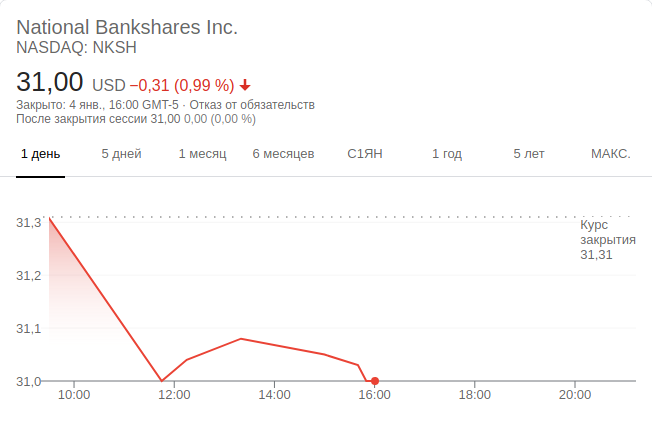 National Bankshares Inc.
NASDAQ: NKSH
31,00 USD −0,31 (0,99 %)
Закрыто: 4 янв., 16:00 GMT-5 · Отказ от обязательств
После закрытия сессии 31,00 0,00 (0,00 %)
1 день 5 дней 1 месяц 6 месяцев С1ЯН 1 год 5 лет МАКС.
31,3
Курс
закрытия
31,31
31,2
31,1
31,0
10:00 12:00 14:00 16:00 18:00 20:00